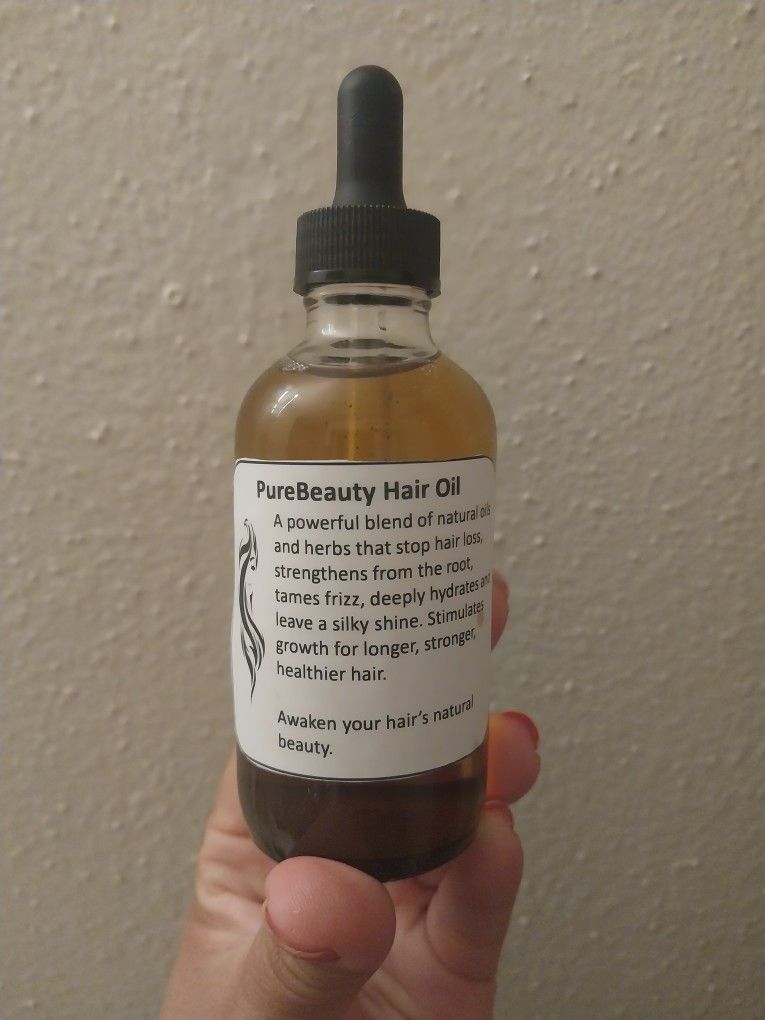 PureBeauty Hair Oil
A powerful blend of natural oils
and herbs that stop hair loss,
strengthens from the root,
tames frizz, deeply hydrates and
leave a silky shine. Stimulates
growth for longer, stronger,
healthier hair.
Awaken your hair's natural
beauty.